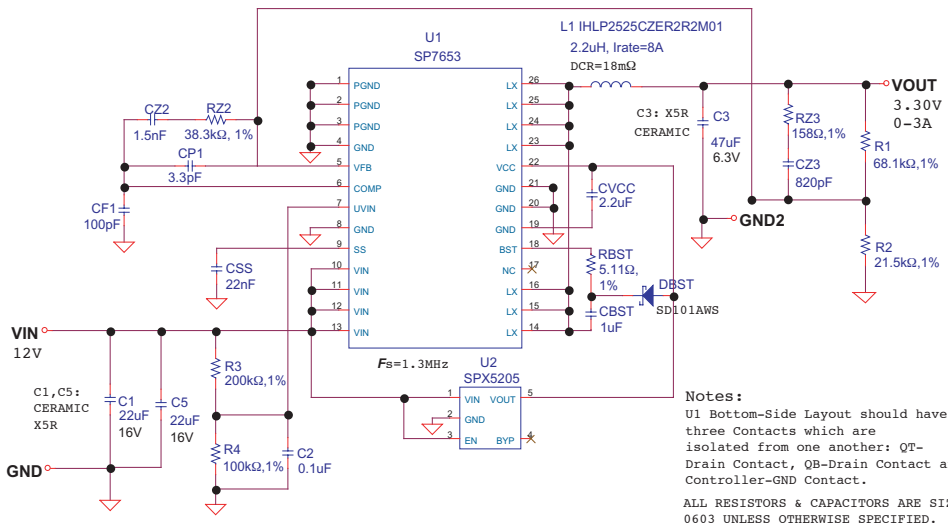 L1 IHLP2525CZER2R2M01
2.2uH, Irate=8A
DCR=18mΩ
U1
SP7653
1 PGND
2 PGND
3 PGND
4 GND
5 VFB
6 COMP
7 UVIN
8 GND
9 SS
10 VIN
11 VIN
12 VIN
13 VIN
LX 26
LX 25
LX 24
LX 23
VCC 22
GND 21
GND 20
GND 19
BST 18
NC 17
LX 16
LX 15
LX 14
CZ2
1.5nF
RZ2
38.3kΩ, 1%
CP1
3.3pF
CF1
100pF
CSS
22nF
CVCC
2.2uF
RBST
5.11Ω,
1%
CBST
1uF
DBST
SD101AWS
C3: X5R
CERAMIC
C3
47uF
6.3V
RZ3
158Ω,1%
CZ3
820pF
R1
68.1kΩ,1%
R2
21.5kΩ,1%
VOUT
3.30V
0-3A
GND2
VIN
12V
C1,C5:
CERAMIC
X5R
C1
22uF
16V
C5
22uF
16V
R3
200kΩ,1%
R4
100kΩ,1%
C2
0.1uF
GND
Fs=1.3MHz
U2
SPX5205
1 VIN
2 GND
3 EN
VOUT 5
BYP 4
Notes:
U1 Bottom-Side Layout should have
three Contacts which are
isolated from one another: QT-
Drain Contact, QB-Drain Contact a
Controller-GND Contact.
ALL RESISTORS & CAPACITORS ARE SIZ
0603 UNLESS OTHERWISE SPECIFIED.